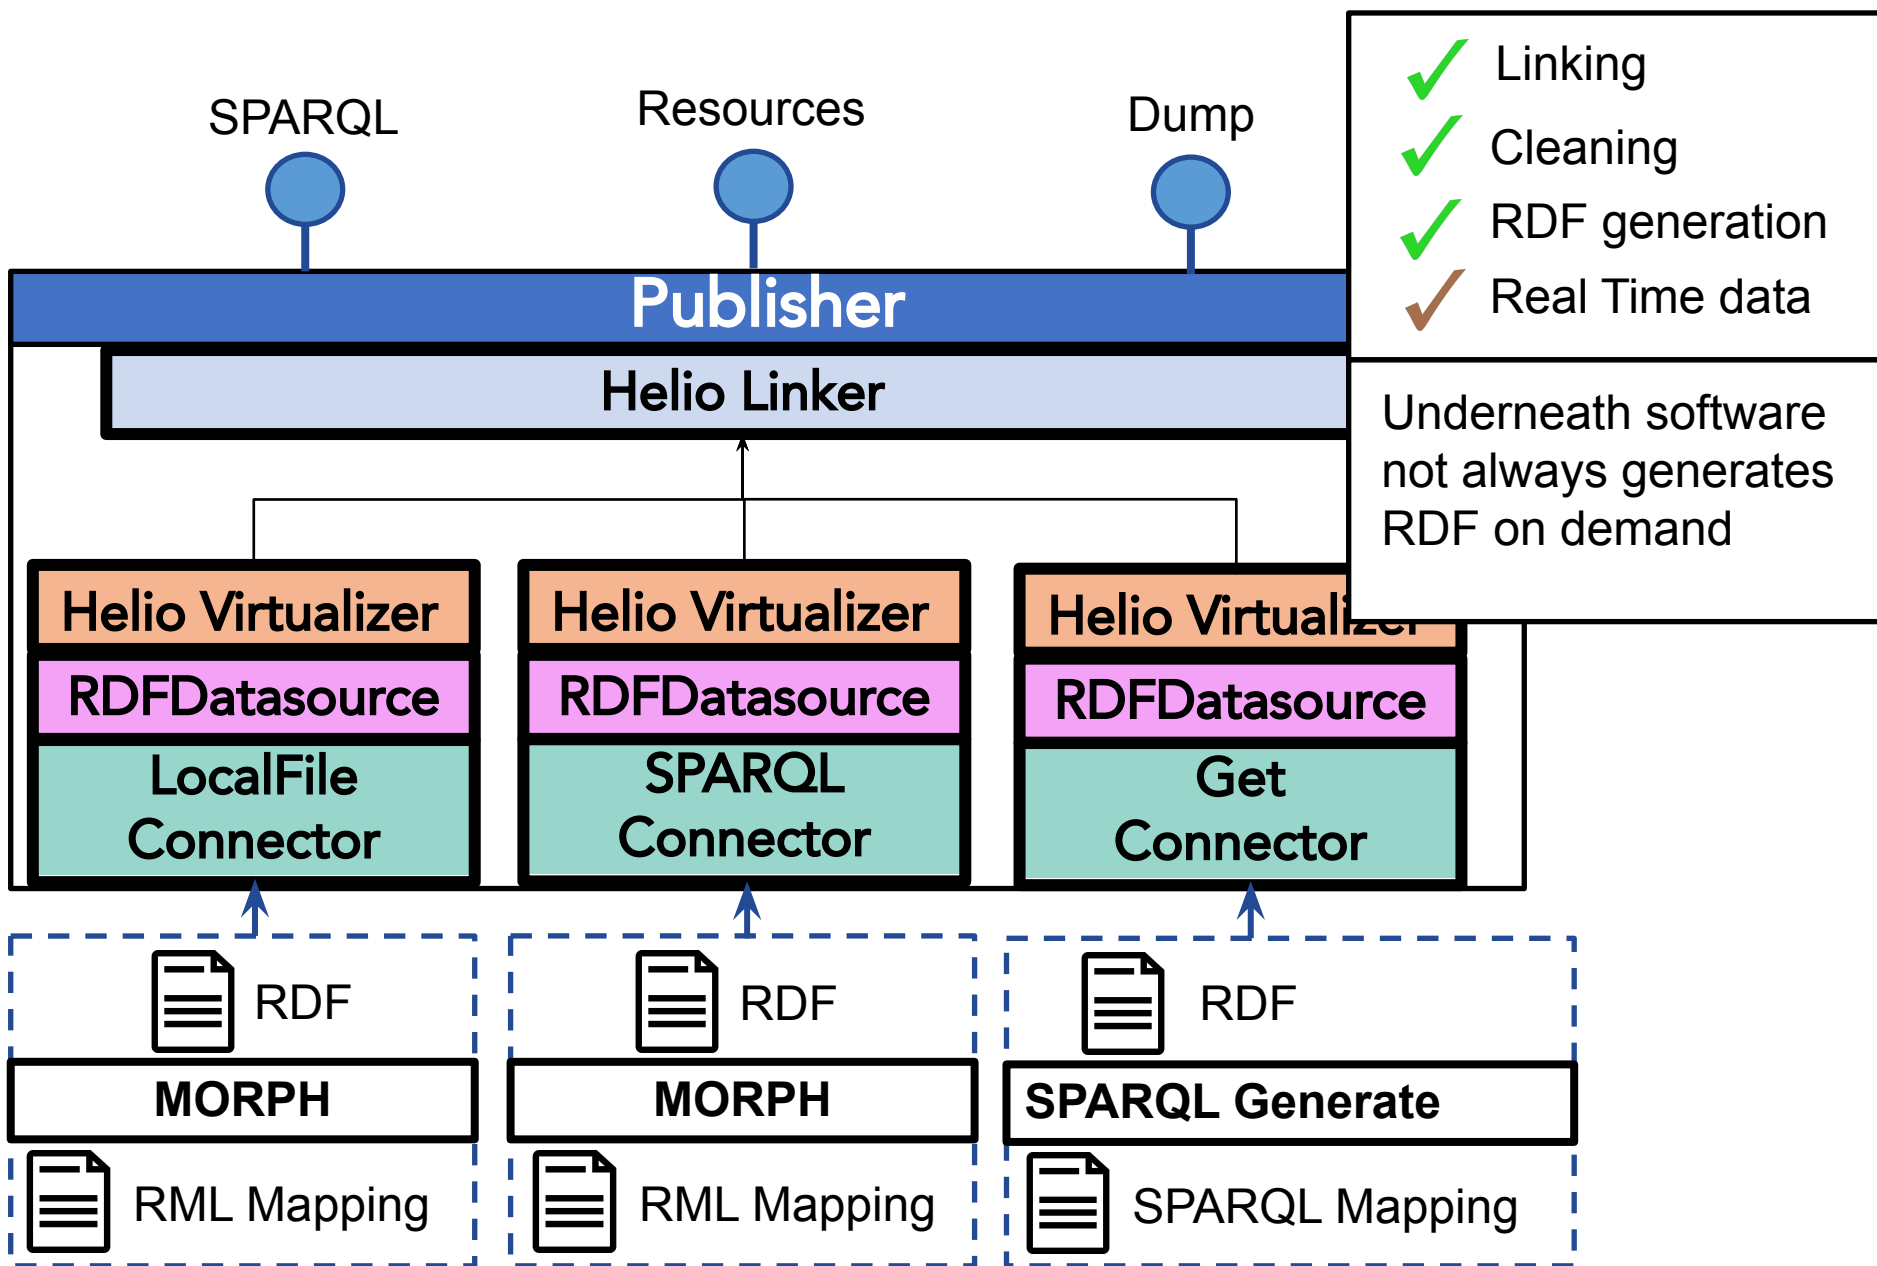 SPARQL
Resources
Dump
Linking
Cleaning
RDF generation
Real Time data
Underneath software
not always generates
RDF on demand
Publisher
Helio Linker
Helio Virtualizer
RDFDatasource
LocalFile
Connector
Helio Virtualizer
RDFDatasource
SPARQL
Connector
Helio Virtualizer
RDFDatasource
Get
Connector
RDF
MORPH
RML Mapping
RDF
MORPH
RML Mapping
RDF
SPARQL Generate
SPARQL Mapping